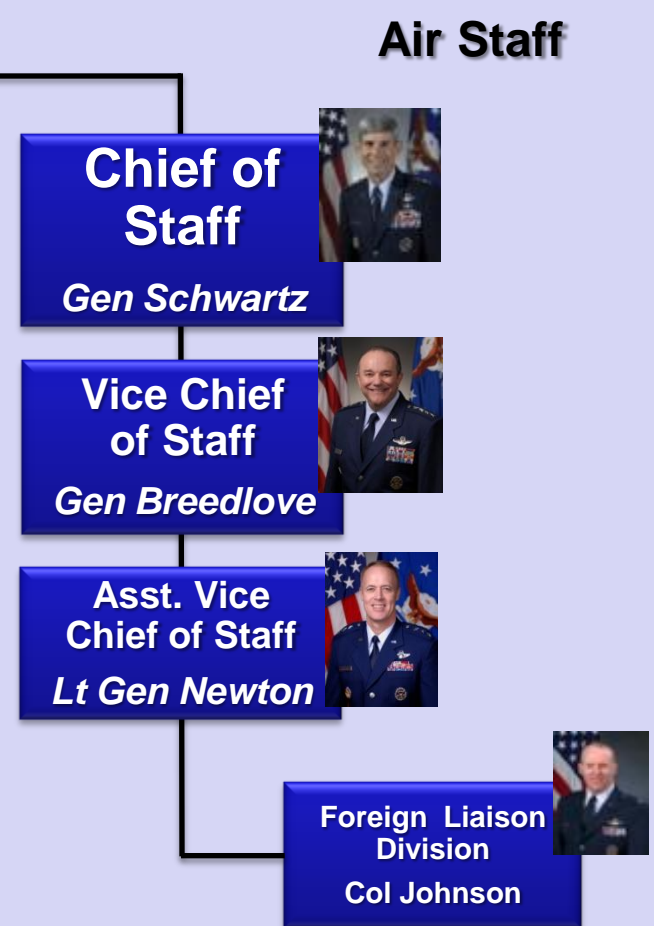 Air Staff
Chief of
Staff
Gen Schwartz
Vice Chief
of Staff
Gen Breedlove
Asst. Vice
Chief of Staff
Lt Gen Newton
Foreign Liaison
Division
Col Johnson